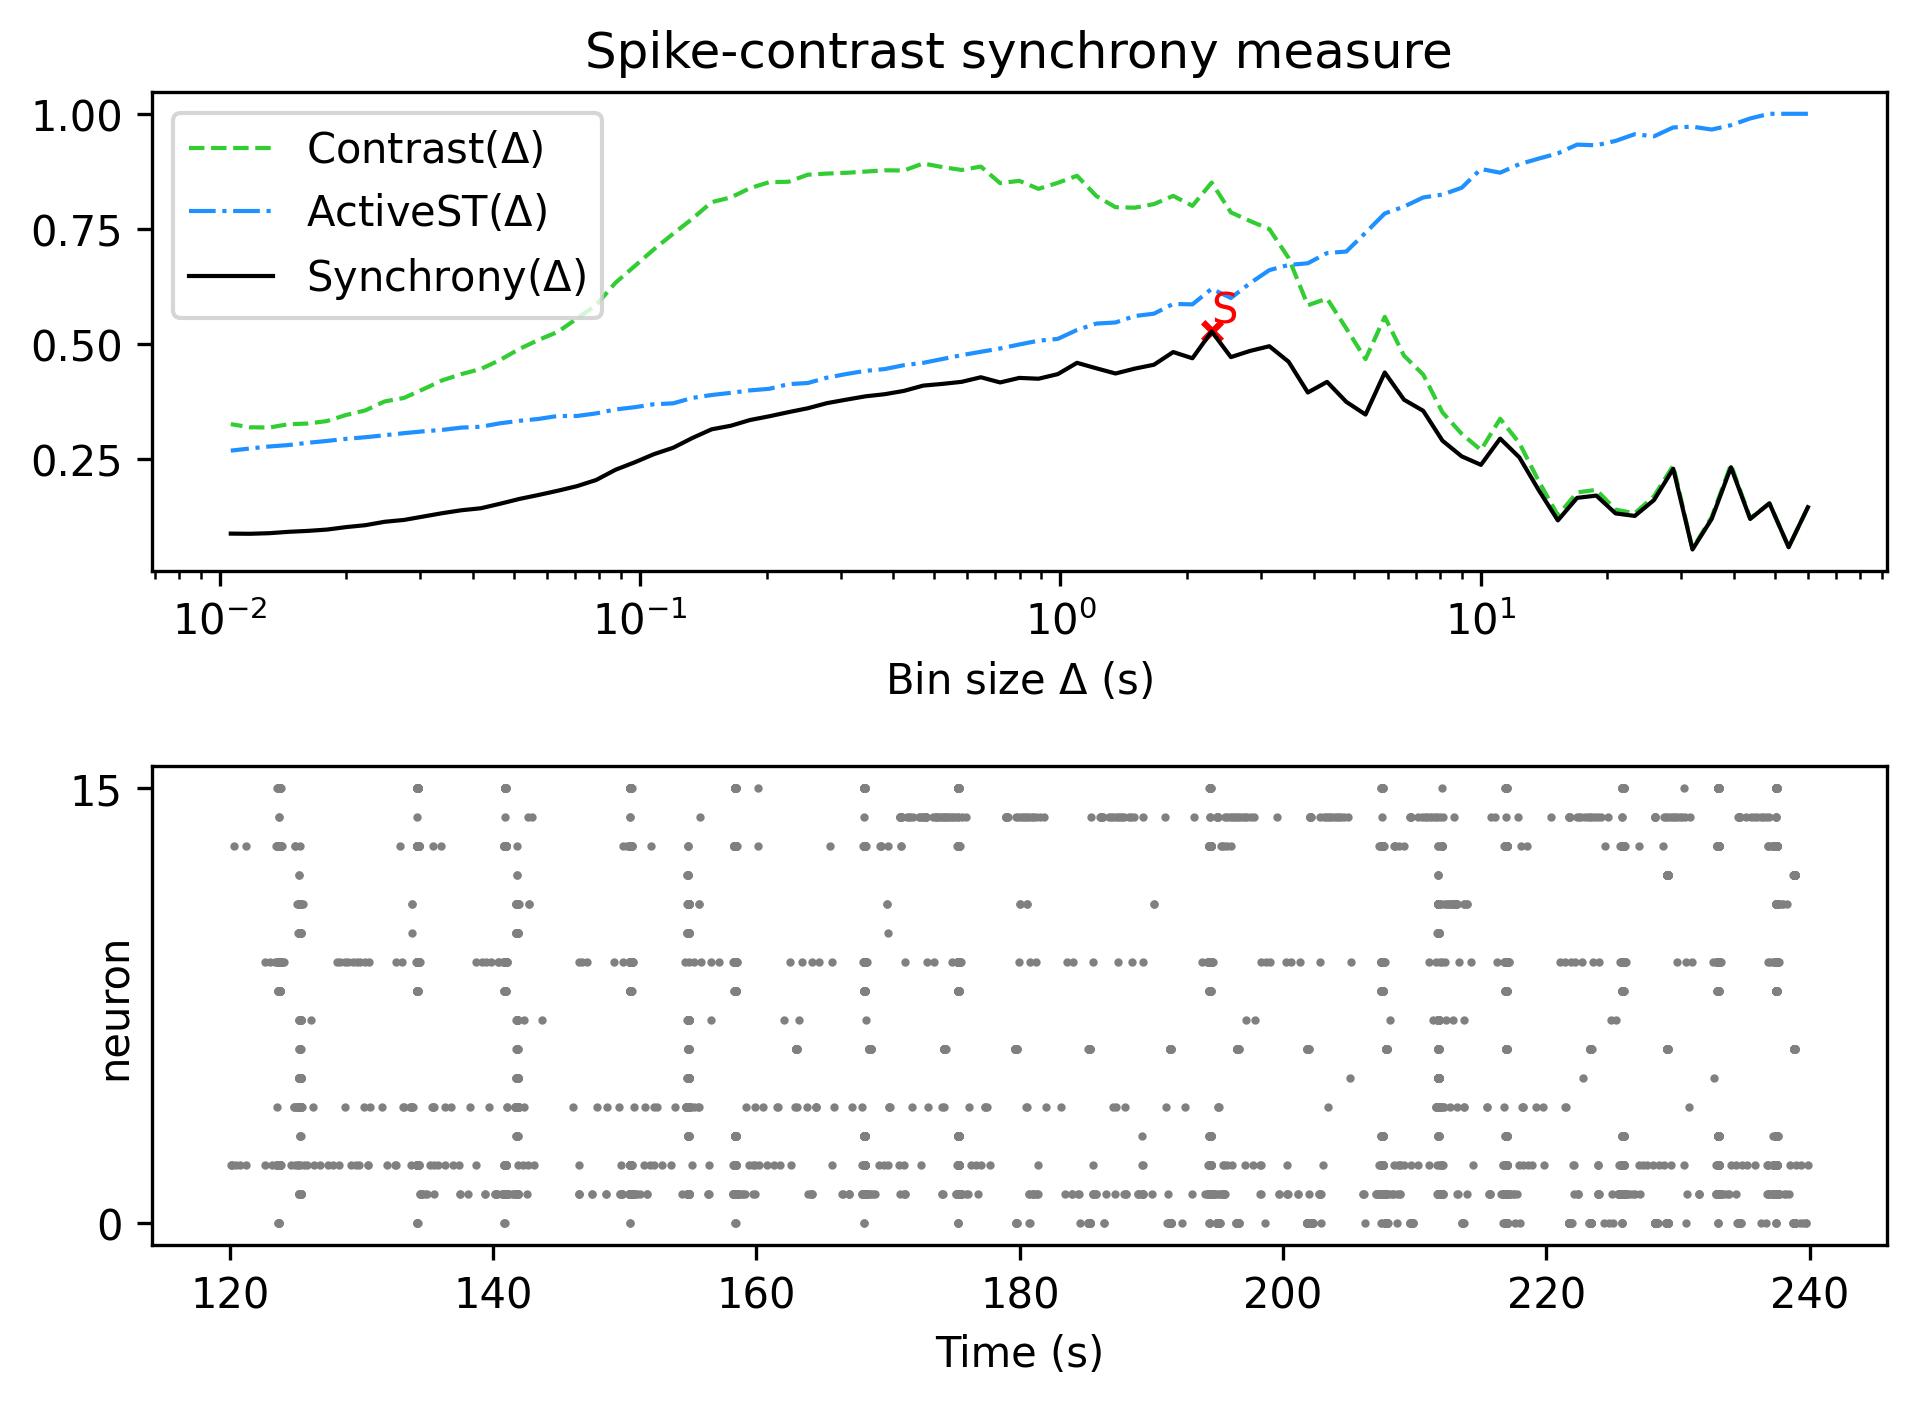 Spike-contrast synchrony measure
1.00
0.75
0.50
0.25
Contrast(Δ)
ActiveST(Δ)
Synchrony(Δ)
S
10⁻² 10⁻¹ 10⁰ 10¹
Bin size Δ (s)
15
0
neuron
120 140 160 180 200 220 240
Time (s)